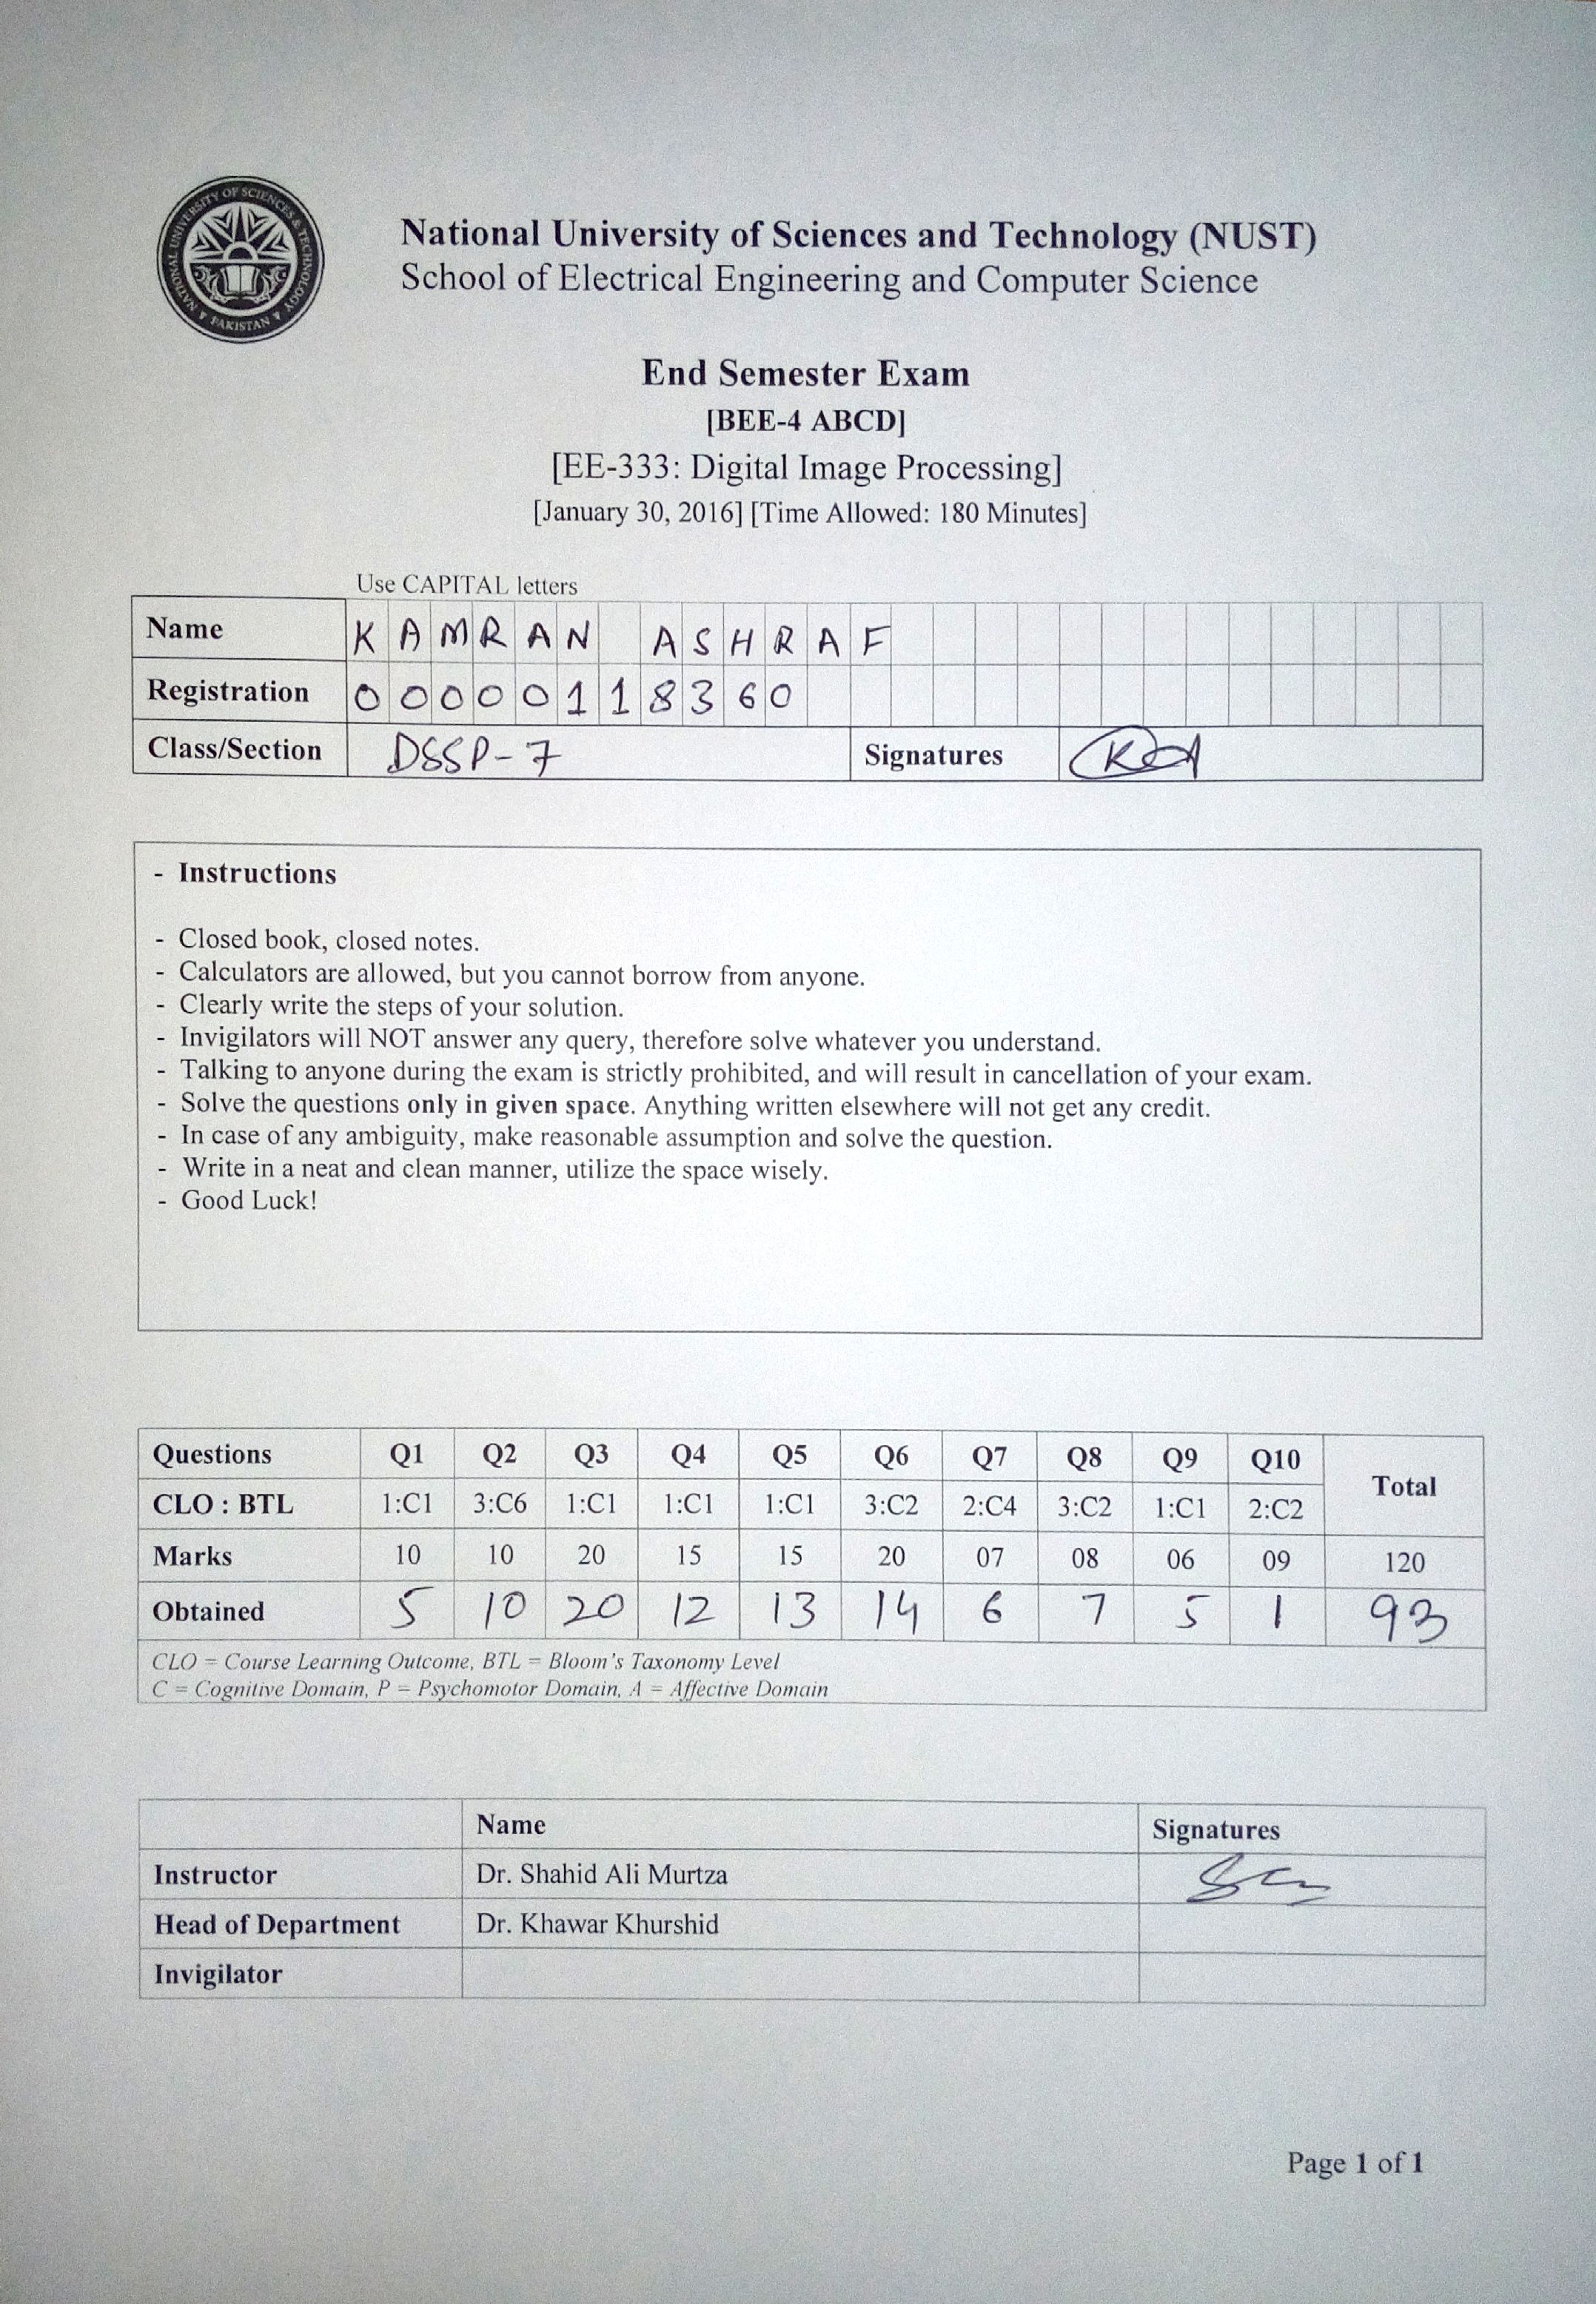 NATIONAL UNIVERSITY OF SCIENCES & TECHNOLOGY
PAKISTAN
National University of Sciences and Technology (NUST)
School of Electrical Engineering and Computer Science
End Semester Exam
[BEE-4 ABCD]
[EE-333: Digital Image Processing]
[January 30, 2016] [Time Allowed: 180 Minutes]
Use CAPITAL letters
Name KAMRAN ASHRAF
Registration 00000118360
Class/Section DSSP-7 Signatures
- Instructions
- Closed book, closed notes.
- Calculators are allowed, but you cannot borrow from anyone.
- Clearly write the steps of your solution.
- Invigilators will NOT answer any query, therefore solve whatever you understand.
- Talking to anyone during the exam is strictly prohibited, and will result in cancellation of your exam.
- Solve the questions only in given space. Anything written elsewhere will not get any credit.
- In case of any ambiguity, make reasonable assumption and solve the question.
- Write in a neat and clean manner, utilize the space wisely.
- Good Luck!
Questions Q1 Q2 Q3 Q4 Q5 Q6 Q7 Q8 Q9 Q10 Total
CLO : BTL 1:C1 3:C6 1:C1 1:C1 1:C1 3:C2 2:C4 3:C2 1:C1 2:C2
Marks 10 10 20 15 15 20 07 08 06 09 120
Obtained 5 10 20 12 13 14 6 7 5 1 93
CLO = Course Learning Outcome, BTL = Bloom's Taxonomy Level
C = Cognitive Domain, P = Psychomotor Domain, A = Affective Domain
Name Signatures
Instructor Dr. Shahid Ali Murtza
Head of Department Dr. Khawar Khurshid
Invigilator
Page 1 of 1